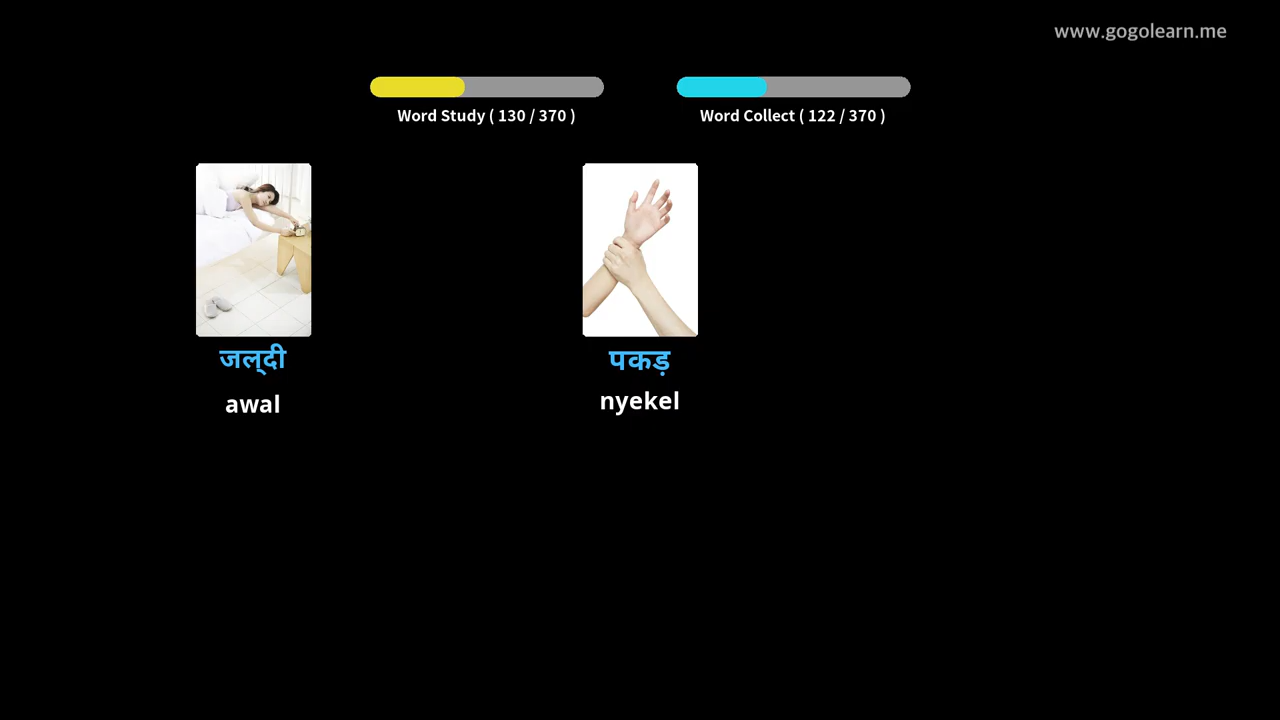 www.gogolearn.me
Word Study ( 130 / 370 )
Word Collect ( 122 / 370 )
जल्‌दी
awal
पकड़
nyekel